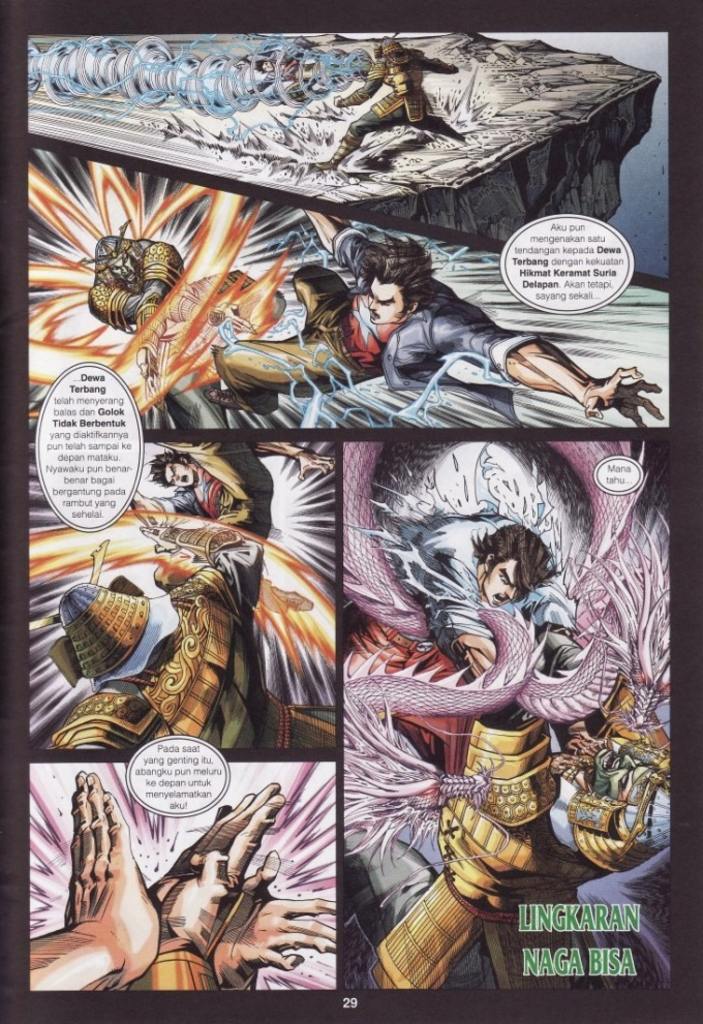 Aku pun
mengenakan satu
tendangan kepada Dewa
Terbang dengan kekuatan
Hikmat Keramat Suria
Delapan. Akan tetapi,
sayang sekali...
...Dewa
Terbang
telah menyerang
balas dan Golok
Tidak Berbentuk
yang diaktifkannya
pun telah sampai ke
depan mataku.
Nyawaku pun benar-
benar bagai
bergantung pada
rambut yang
sehelai.
Pada saat
yang genting itu,
abangku pun meluru
ke depan untuk
menyelamatkan
aku!
Mana
tahu...
LINGKARAN
NAGA BISA
29